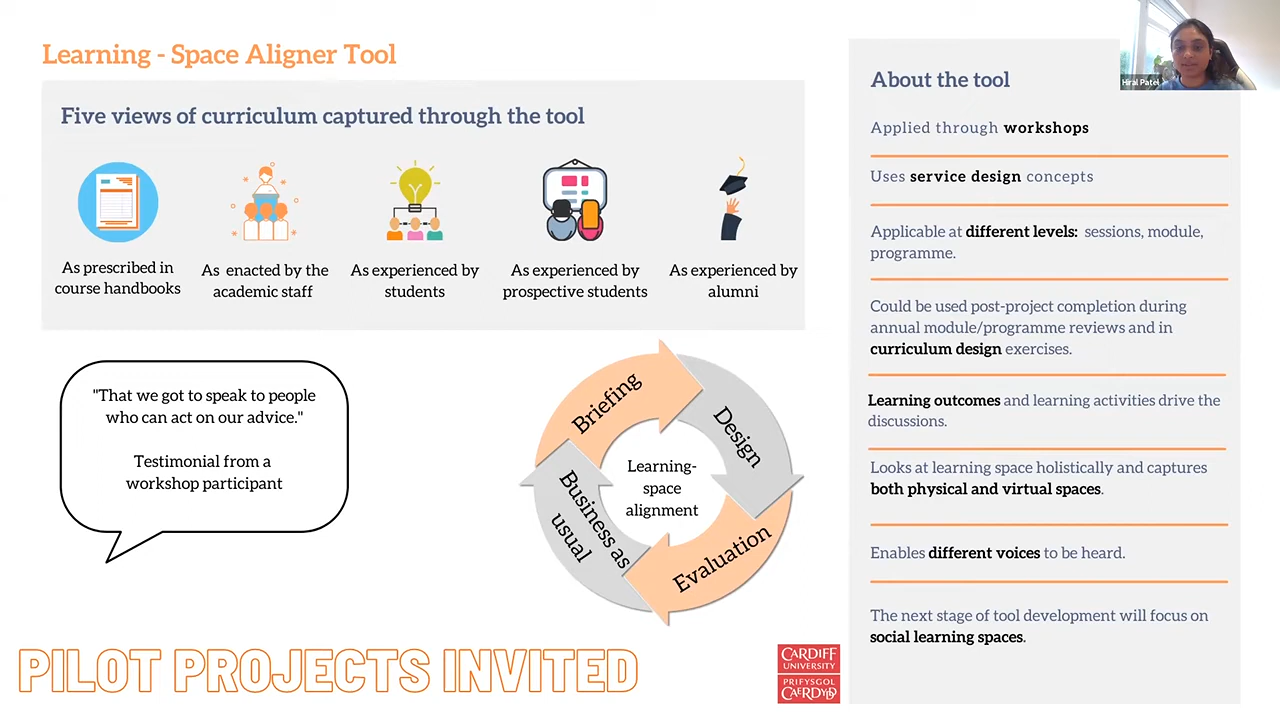 Learning - Space Aligner Tool
Five views of curriculum captured through the tool
As prescribed in
course handbooks
As enacted by the
academic staff
As experienced by
students
As experienced by
prospective students
As experienced by
alumni
"That we got to speak to people
who can act on our advice."
Testimonial from a
workshop participant
Briefing
Design
Evaluation
Business as
usual
Learning-
space
alignment
PILOT PROJECTS INVITED
CARDIFF
UNIVERSITY
PRIFYSGOL
CAERDYDD
Hiral Patel
About the tool
Applied through workshops
Uses service design concepts
Applicable at different levels: sessions, module,
programme.
Could be used post-project completion during
annual module/programme reviews and in
curriculum design exercises.
Learning outcomes and learning activities drive the
discussions.
Looks at learning space holistically and captures
both physical and virtual spaces.
Enables different voices to be heard.
The next stage of tool development will focus on
social learning spaces.